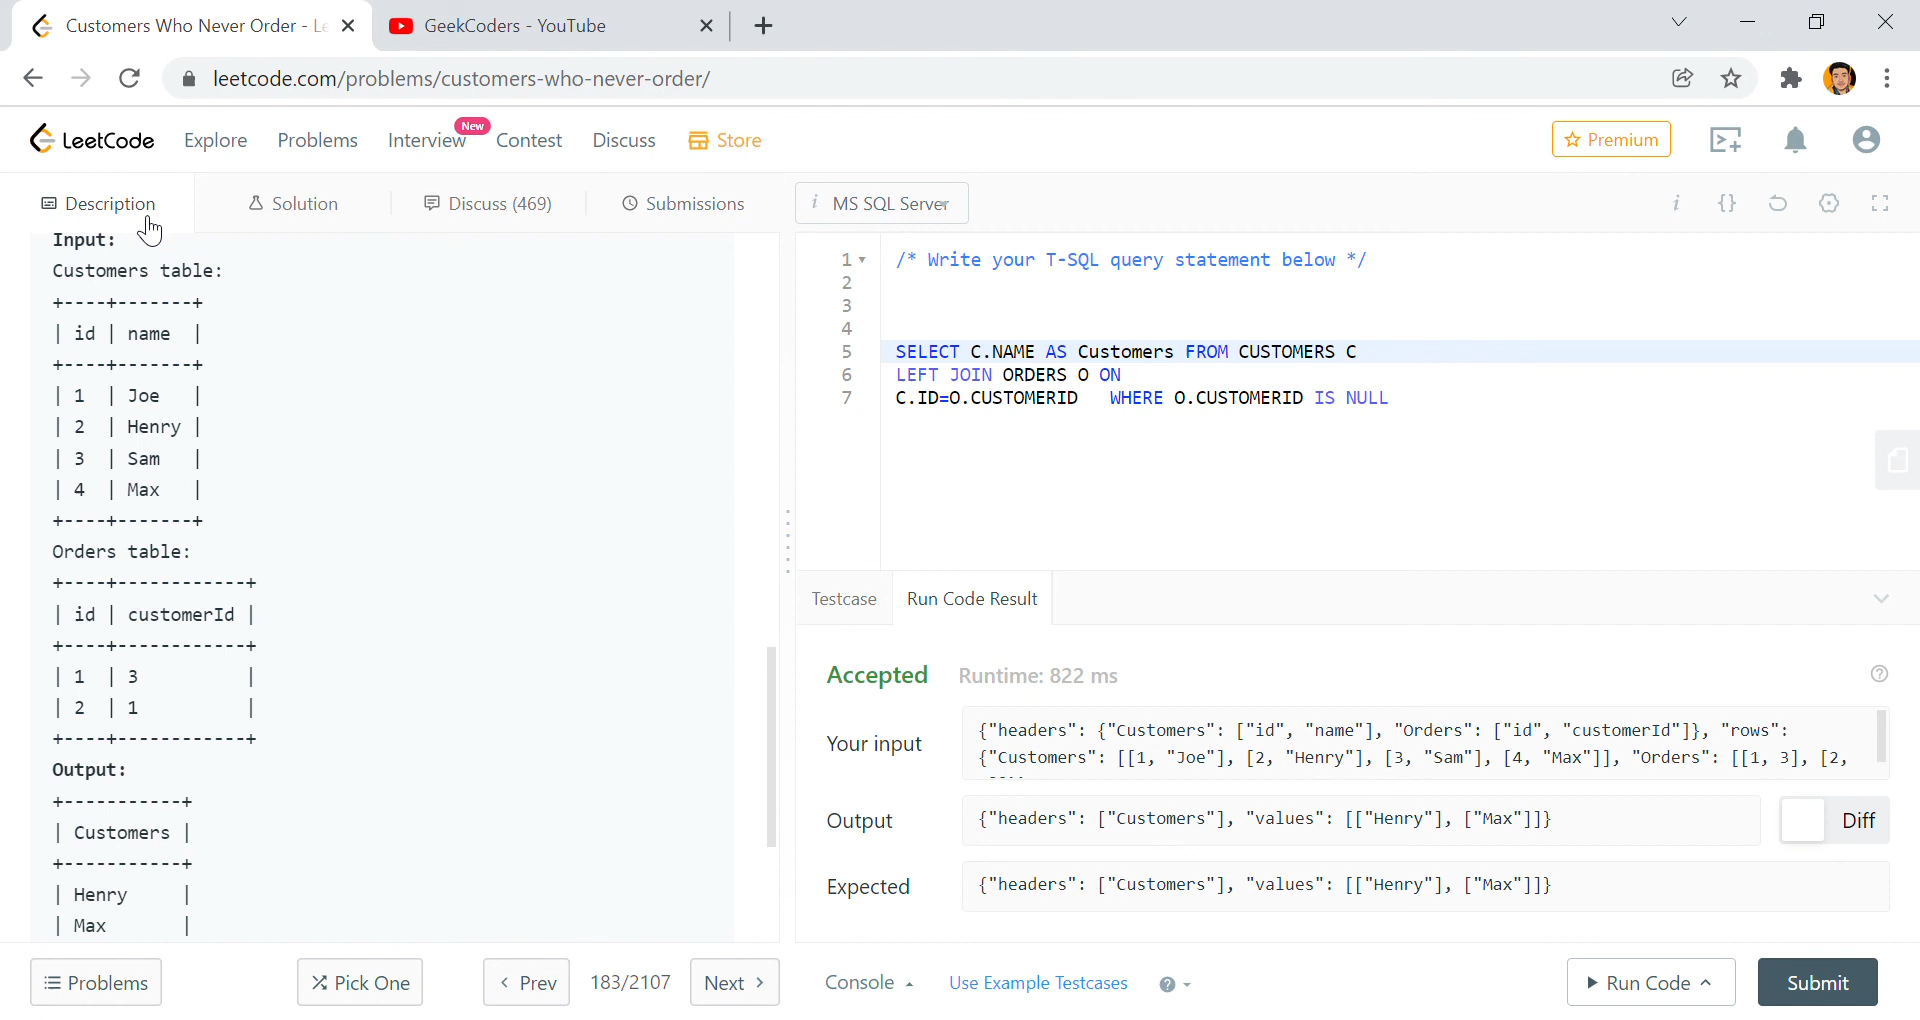 Customers Who Never Order - Le
GeekCoders - YouTube
leetcode.com/problems/customers-who-never-order/
LeetCode
Explore
Problems
Interview
New
Contest
Discuss
Store
Premium
Description
Solution
Discuss (469)
Submissions
i MS SQL Server
i {}
Input:
Customers table:
+----+-------+
| id | name  |
+----+-------+
| 1  | Joe   |
| 2  | Henry |
| 3  | Sam   |
| 4  | Max   |
+----+-------+
Orders table:
+----+------------+
| id | customerId |
+----+------------+
| 1  | 3          |
| 2  | 1          |
+----+------------+
Output:
+-----------+
| Customers |
+-----------+
| Henry     |
| Max       |
1 /* Write your T-SQL query statement below */
2
3
4
5 SELECT C.NAME AS Customers FROM CUSTOMERS C
6 LEFT JOIN ORDERS O ON
7 C.ID=O.CUSTOMERID   WHERE O.CUSTOMERID IS NULL
Testcase
Run Code Result
Accepted
Runtime: 822 ms
Your input
{"headers": {"Customers": ["id", "name"], "Orders": ["id", "customerId"]}, "rows":
{"Customers": [[1, "Joe"], [2, "Henry"], [3, "Sam"], [4, "Max"]], "Orders": [[1, 3], [2,
Output
{"headers": ["Customers"], "values": [["Henry"], ["Max"]]}
Diff
Expected
{"headers": ["Customers"], "values": [["Henry"], ["Max"]]}
Problems
Pick One
Prev
183/2107
Next
Console
Use Example Testcases
Run Code
Submit